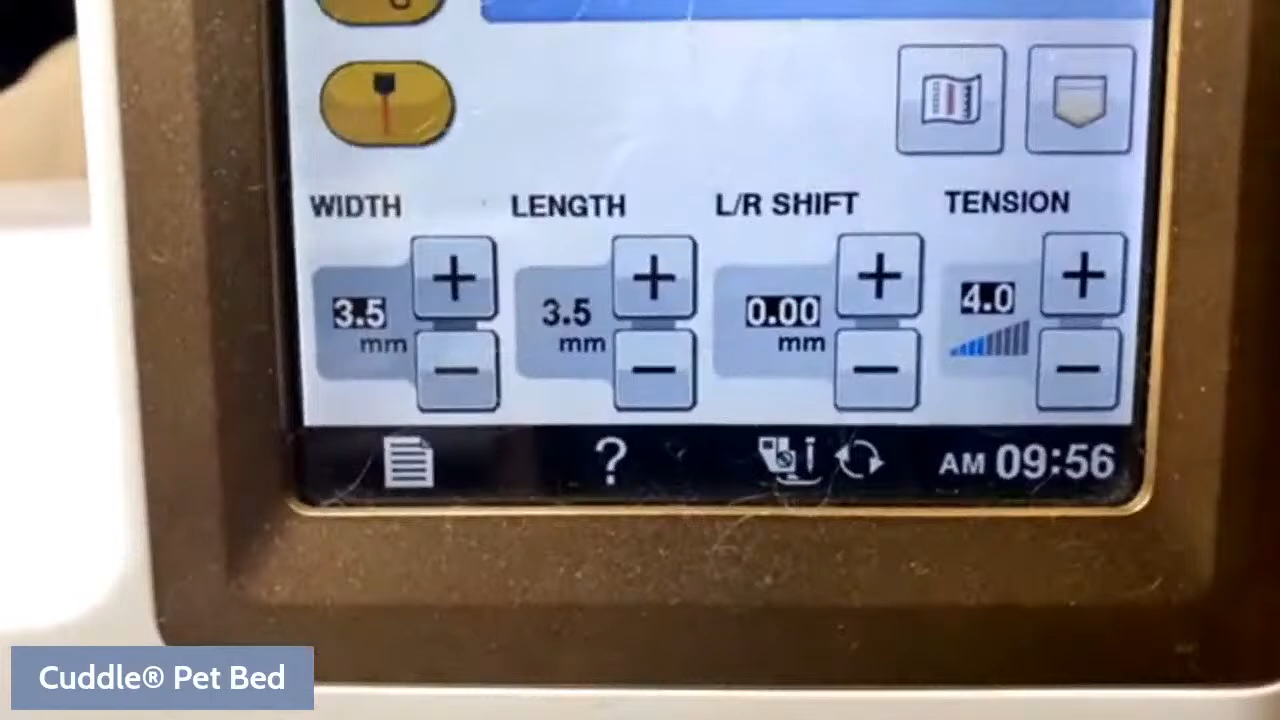 WIDTH LENGTH L/R SHIFT TENSION
3.5 mm + - 3.5 mm + - 0.00 mm + - 4.0 + -
? AM 09:56
Cuddle® Pet Bed